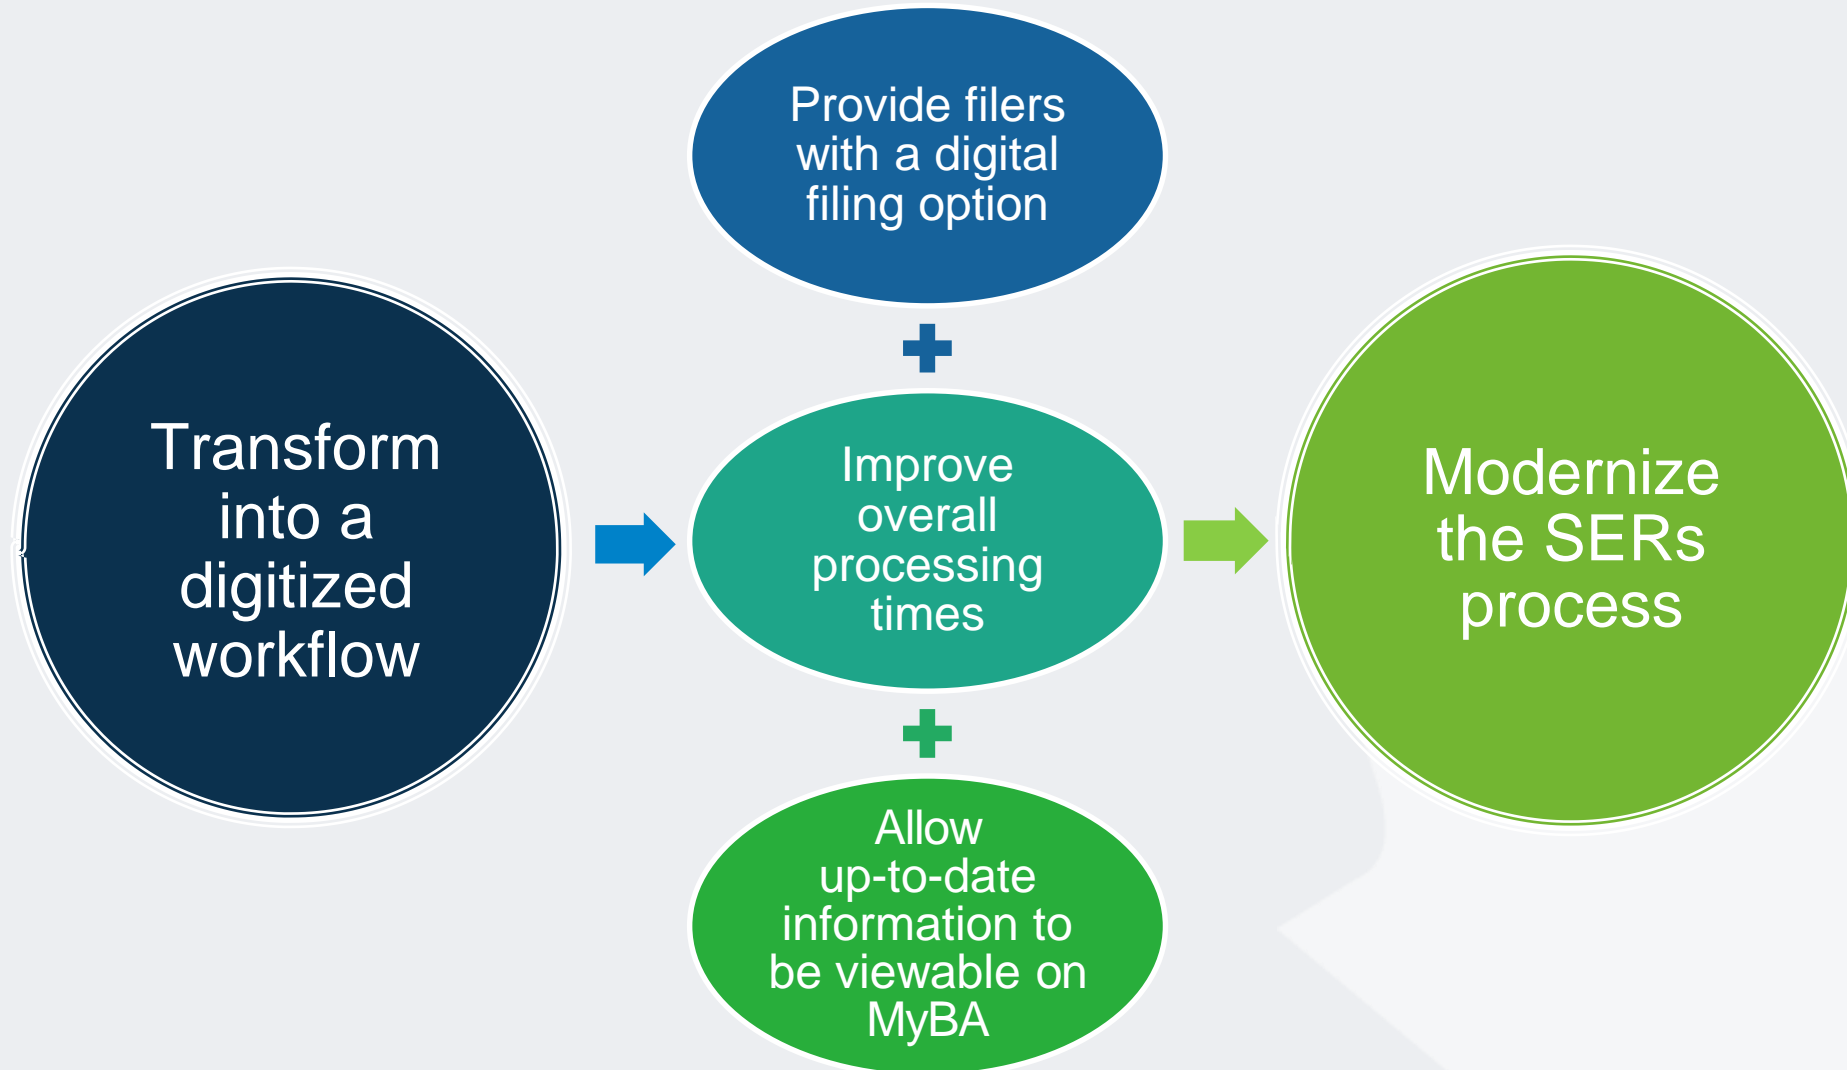 Transform
into a
digitized
workflow
Provide filers
with a digital
filing option
Improve
overall
processing
times
Allow
up-to-date
information to
be viewable on
MyBA
Modernize
the SERs
process